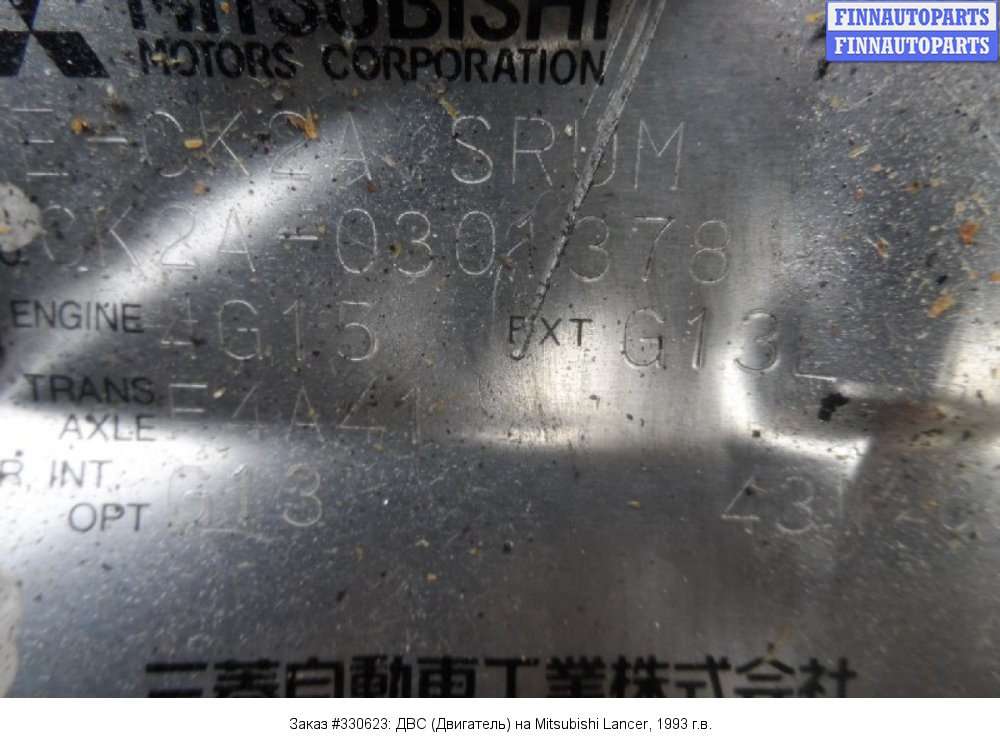 FINNAUTOPARTS
FINNAUTOPARTS
MITSUBISHI
MOTORS CORPORATION
E-CK2A SRUM
CK2A-0301378
ENGINE 4G15 EXT G13L
TRANS
AXLE F4A41
R. INT. G13
OPT
三菱自動車工業株式会社
Заказ #330623: ДВС (Двигатель) на Mitsubishi Lancer, 1993 г.в.